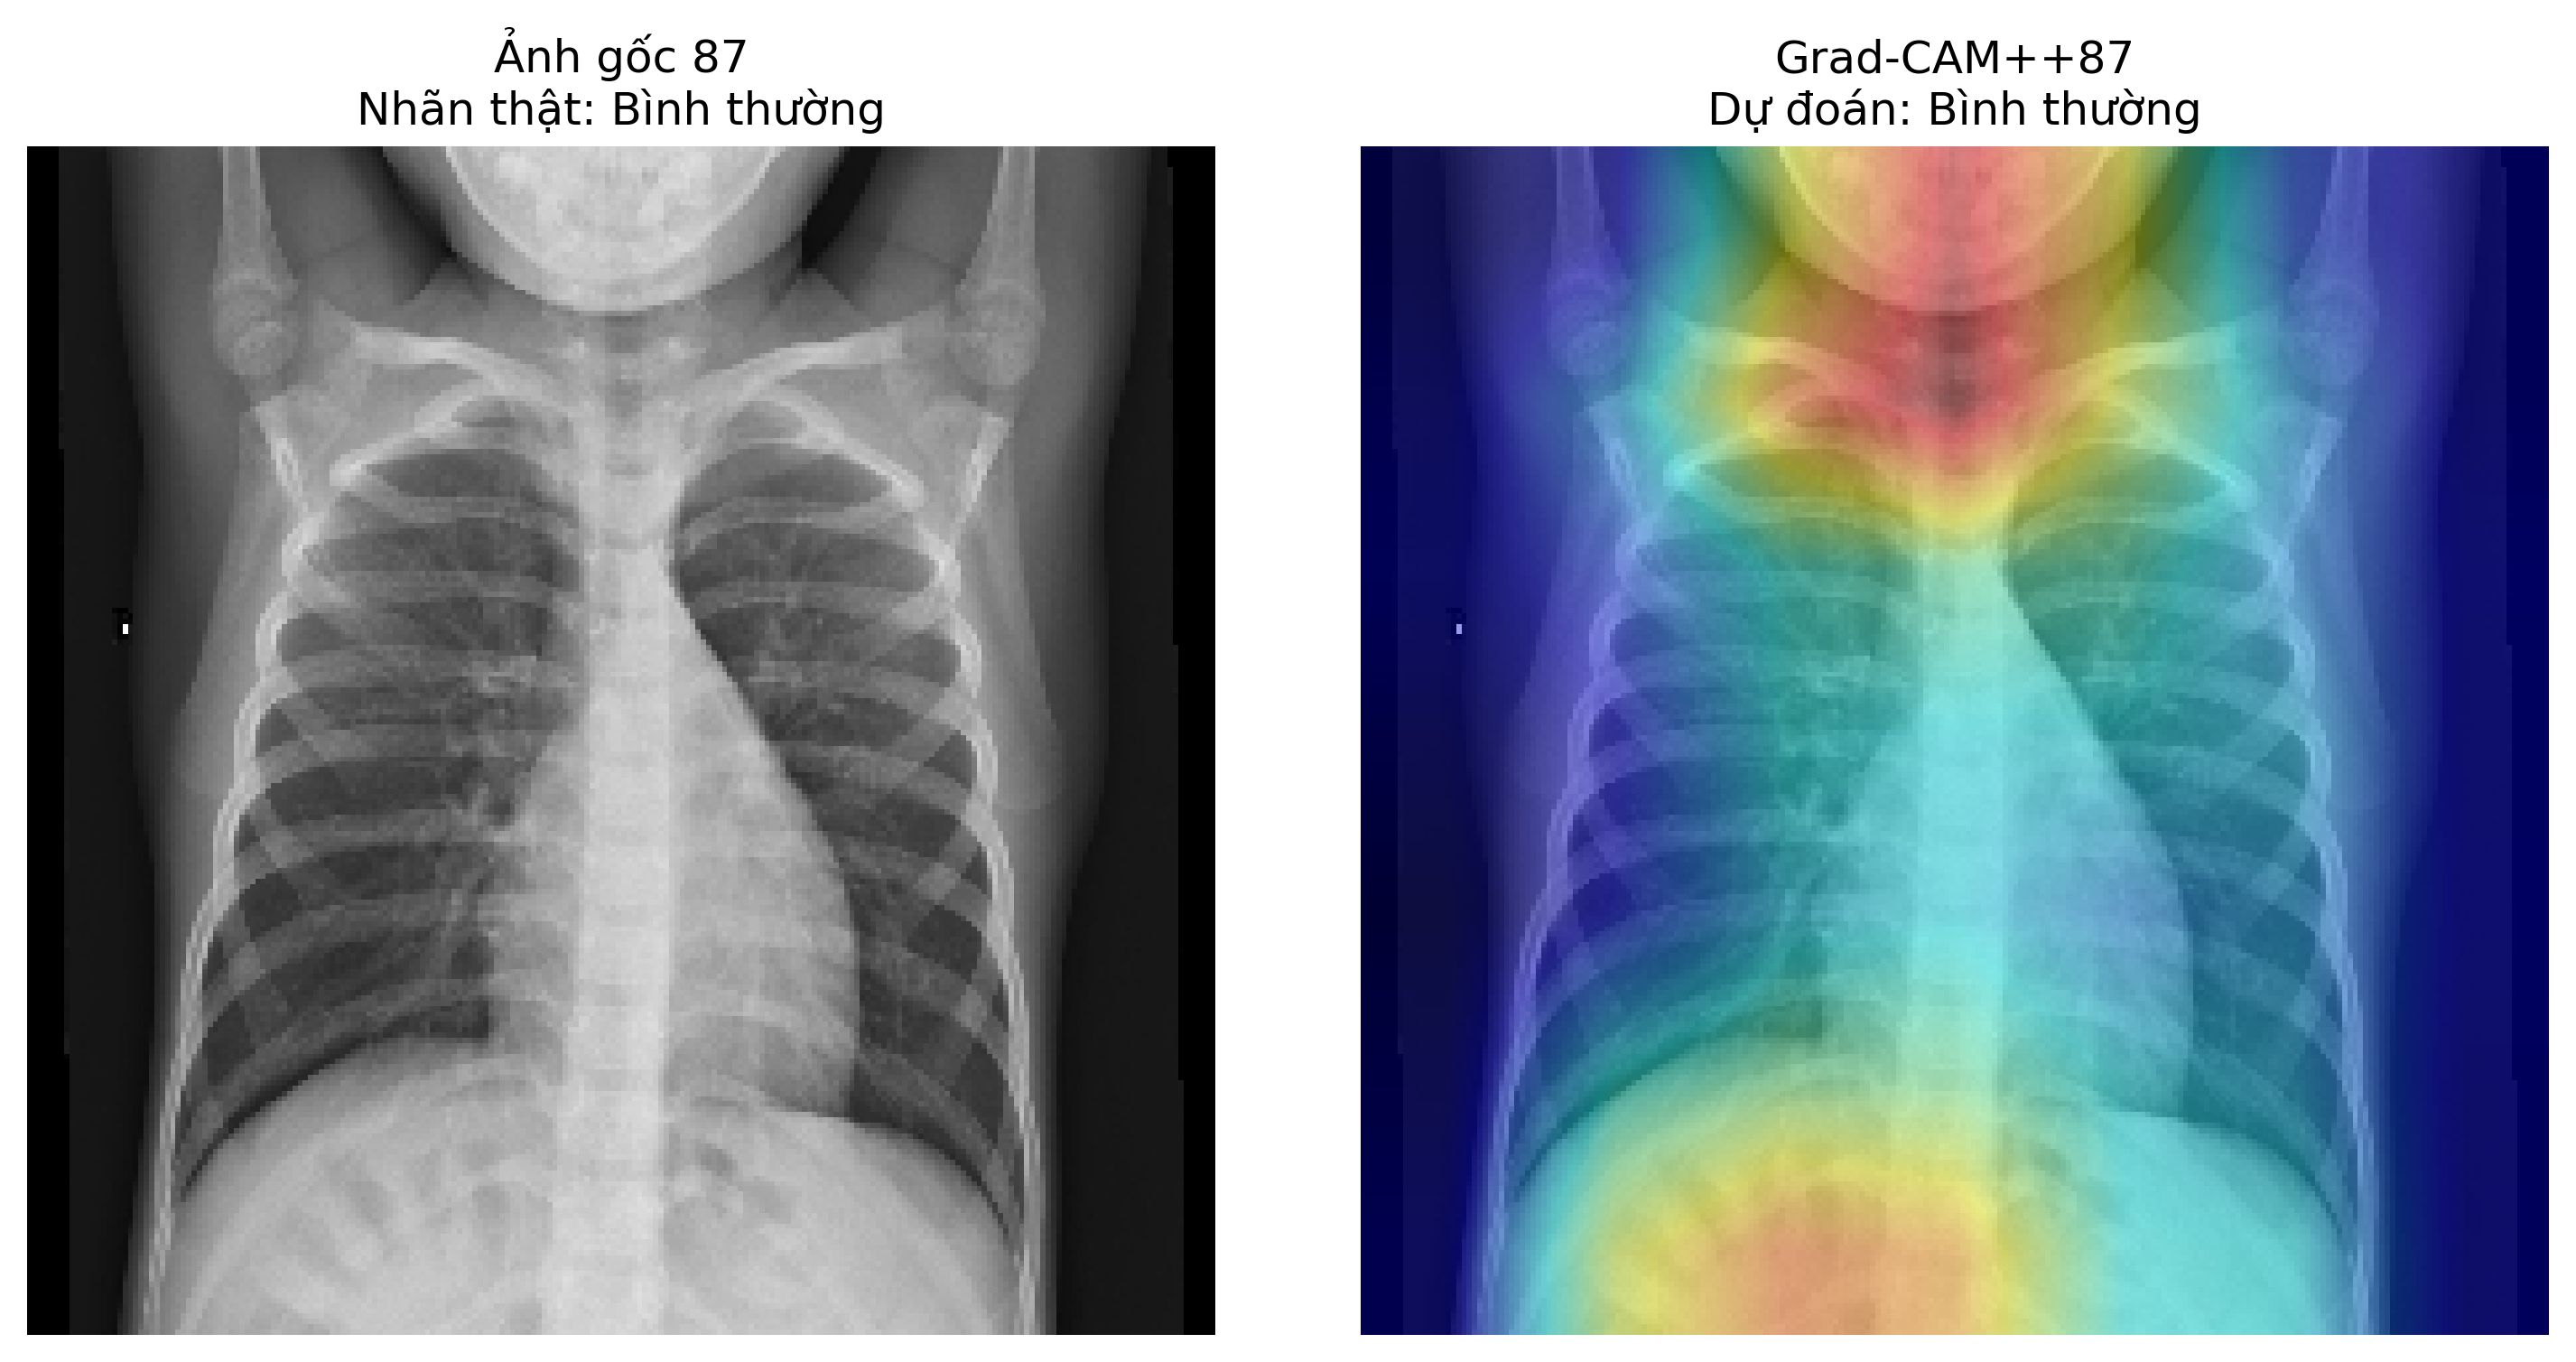 Ảnh gốc 87
Nhãn thật: Bình thường
Grad-CAM++87
Dự đoán: Bình thường